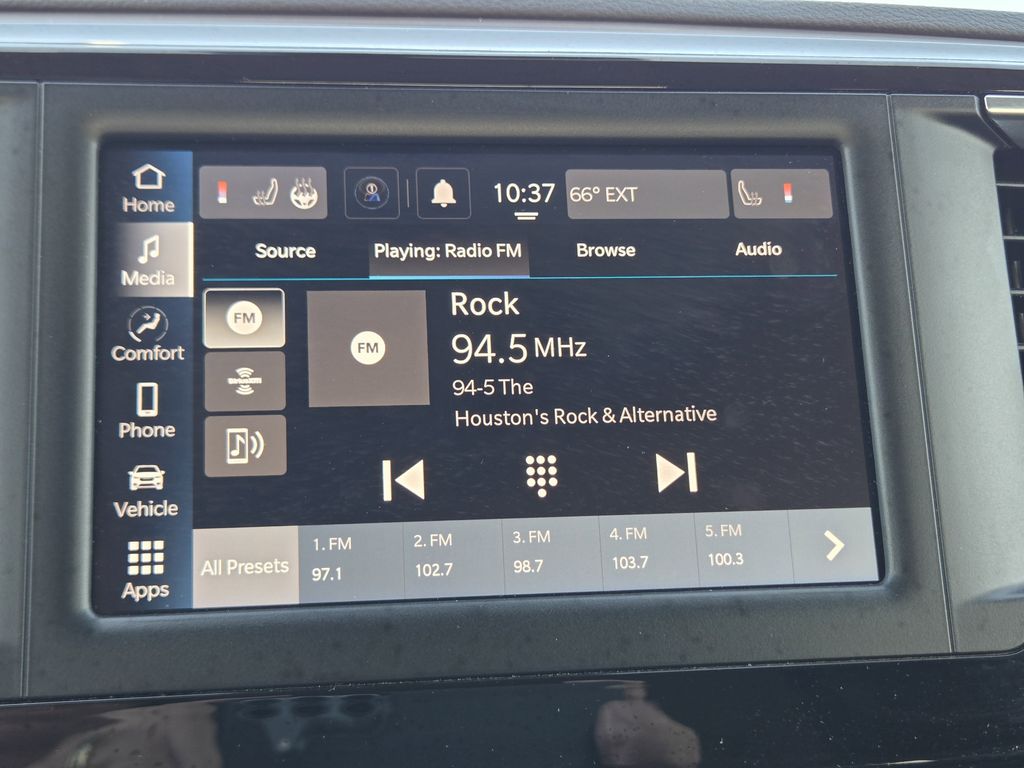 Home
10:37
66° EXT
Media
Source
Playing: Radio FM
Browse
Audio
FM
FM
Rock
94.5 MHz
94-5 The
Houston's Rock & Alternative
SiriusXM
Comfort
Phone
Vehicle
Apps
All Presets
1. FM
97.1
2. FM
102.7
3. FM
98.7
4. FM
103.7
5. FM
100.3